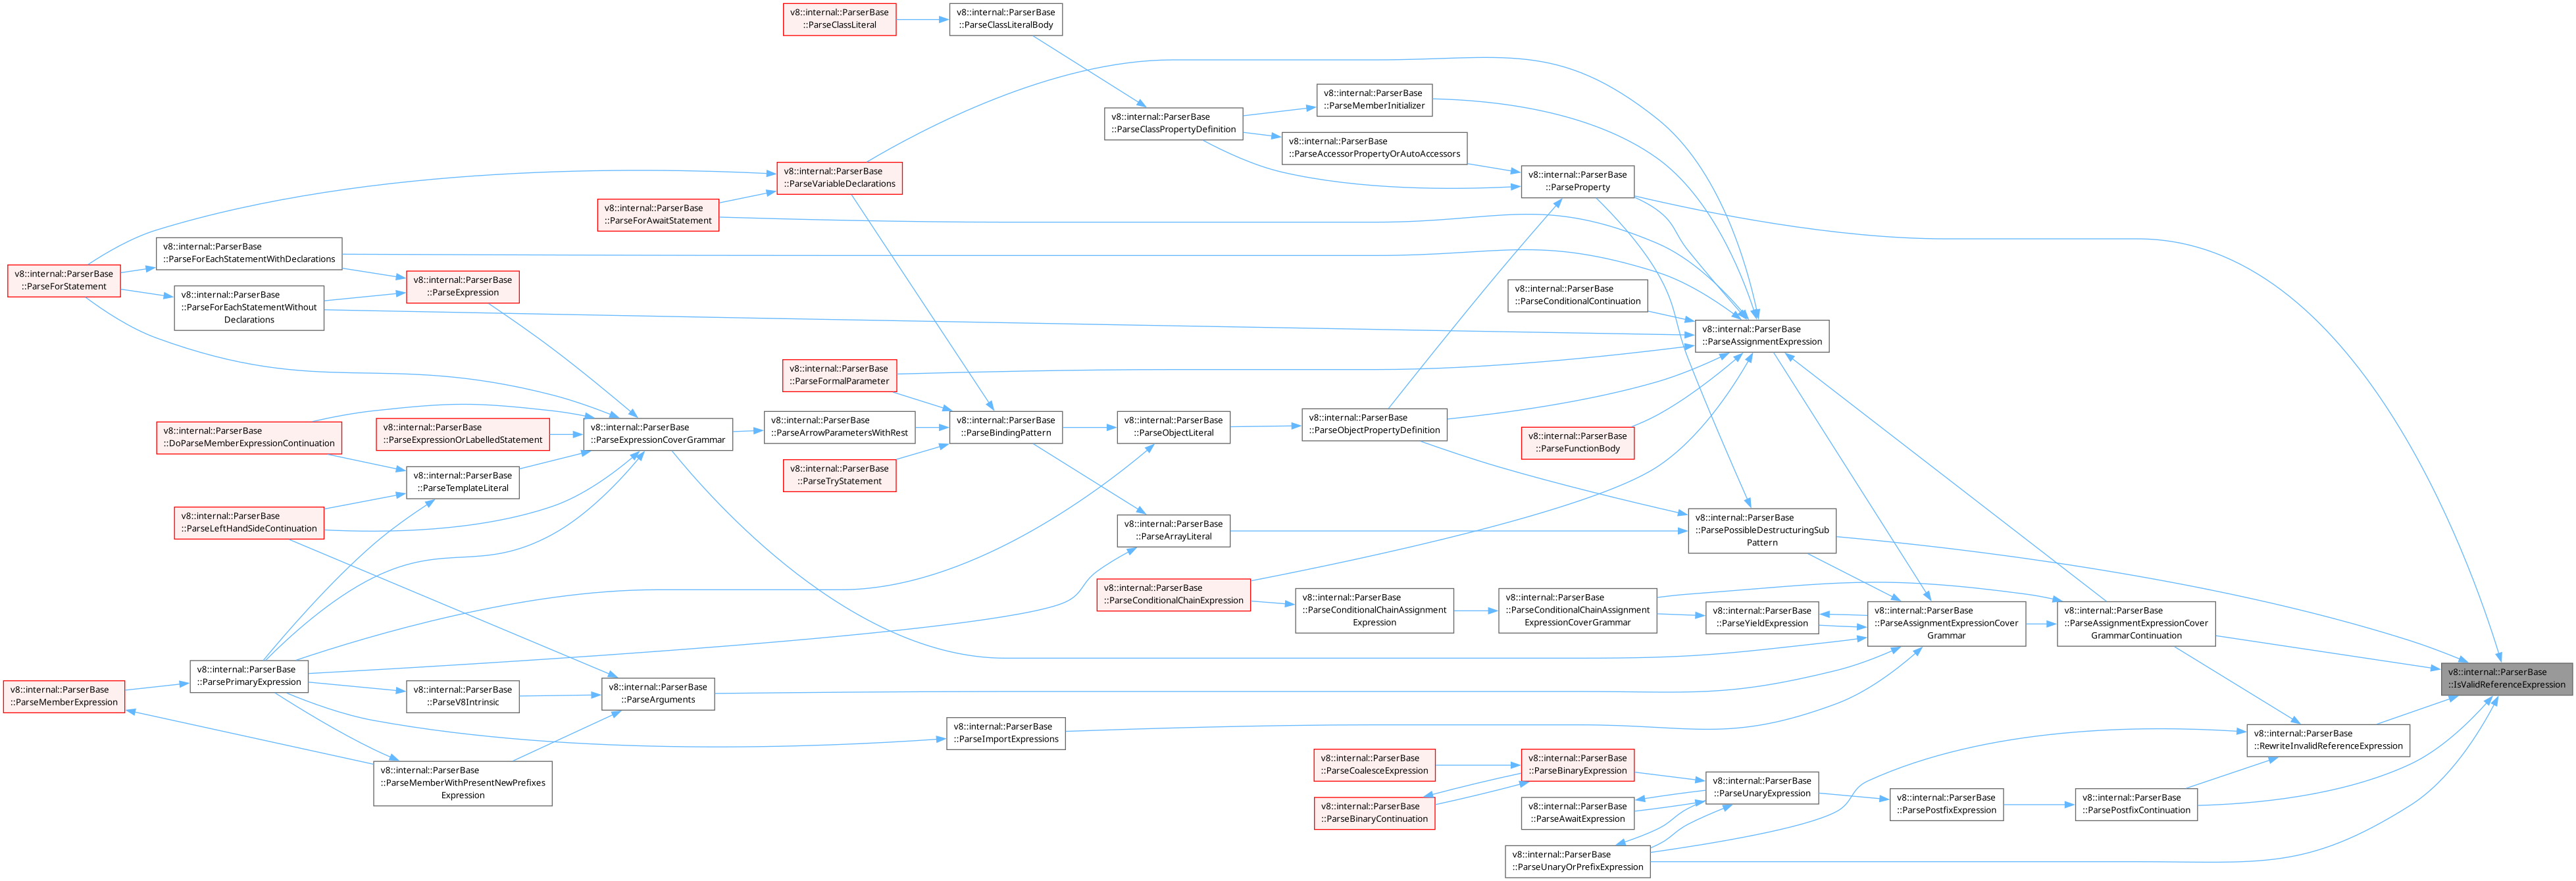 v8::internal::ParserBase
::ParseClassLiteral
v8::internal::ParserBase
::ParseClassLiteralBody
v8::internal::ParserBase
::ParseMemberInitializer
v8::internal::ParserBase
::ParseClassPropertyDefinition
v8::internal::ParserBase
::ParseAccessorPropertyOrAutoAccessors
v8::internal::ParserBase
::ParseVariableDeclarations
v8::internal::ParserBase
::ParseProperty
v8::internal::ParserBase
::ParseForAwaitStatement
v8::internal::ParserBase
::ParseForEachStatementWithDeclarations
v8::internal::ParserBase
::ParseForStatement
v8::internal::ParserBase
::ParseExpression
v8::internal::ParserBase
::ParseForEachStatementWithout
Declarations
v8::internal::ParserBase
::ParseConditionalContinuation
v8::internal::ParserBase
::ParseAssignmentExpression
v8::internal::ParserBase
::ParseFormalParameter
v8::internal::ParserBase
::DoParseMemberExpressionContinuation
v8::internal::ParserBase
::ParseExpressionOrLabelledStatement
v8::internal::ParserBase
::ParseExpressionCoverGrammar
v8::internal::ParserBase
::ParseArrowParametersWithRest
v8::internal::ParserBase
::ParseBindingPattern
v8::internal::ParserBase
::ParseObjectLiteral
v8::internal::ParserBase
::ParseObjectPropertyDefinition
v8::internal::ParserBase
::ParseFunctionBody
v8::internal::ParserBase
::ParseTemplateLiteral
v8::internal::ParserBase
::ParseTryStatement
v8::internal::ParserBase
::ParseLeftHandSideContinuation
v8::internal::ParserBase
::ParseArrayLiteral
v8::internal::ParserBase
::ParsePossibleDestructuringSub
Pattern
v8::internal::ParserBase
::ParseConditionalChainExpression
v8::internal::ParserBase
::ParseConditionalChainAssignment
Expression
v8::internal::ParserBase
::ParseConditionalChainAssignment
ExpressionCoverGrammar
v8::internal::ParserBase
::ParseYieldExpression
v8::internal::ParserBase
::ParseAssignmentExpressionCover
Grammar
v8::internal::ParserBase
::ParseAssignmentExpressionCover
GrammarContinuation
v8::internal::ParserBase
::IsValidReferenceExpression
v8::internal::ParserBase
::ParsePrimaryExpression
v8::internal::ParserBase
::ParseMemberExpression
v8::internal::ParserBase
::ParseV8Intrinsic
v8::internal::ParserBase
::ParseArguments
v8::internal::ParserBase
::ParseImportExpressions
v8::internal::ParserBase
::RewriteInvalidReferenceExpression
v8::internal::ParserBase
::ParseMemberWithPresentNewPrefixes
Expression
v8::internal::ParserBase
::ParseCoalesceExpression
v8::internal::ParserBase
::ParseBinaryExpression
v8::internal::ParserBase
::ParseUnaryExpression
v8::internal::ParserBase
::ParseBinaryContinuation
v8::internal::ParserBase
::ParseAwaitExpression
v8::internal::ParserBase
::ParsePostfixExpression
v8::internal::ParserBase
::ParsePostfixContinuation
v8::internal::ParserBase
::ParseUnaryOrPrefixExpression